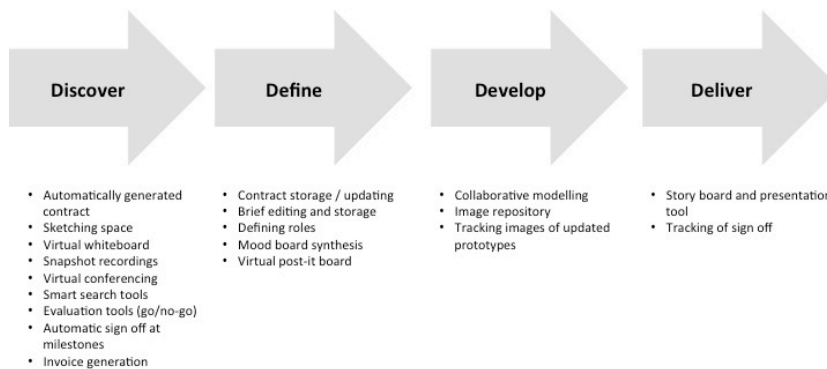 Discover
Define
Develop
Deliver
• Automatically generated
contract
• Sketching space
• Virtual whiteboard
• Snapshot recordings
• Virtual conferencing
• Smart search tools
• Evaluation tools (go/no-go)
• Automatic sign off at
milestones
• Invoice generation
• Contract storage / updating
• Brief editing and storage
• Defining roles
• Mood board synthesis
• Virtual post-it board
• Collaborative modelling
• Image repository
• Tracking images of updated
prototypes
• Story board and presentation
tool
• Tracking of sign off